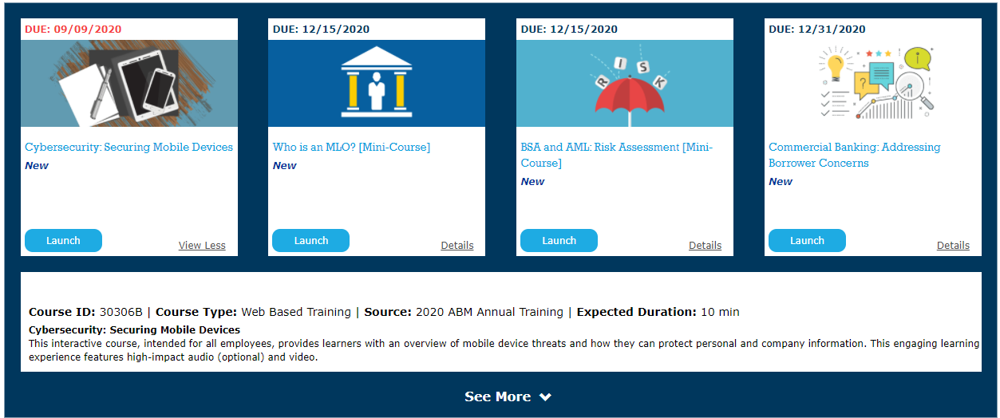 DUE: 09/09/2020
Cybersecurity: Securing Mobile Devices
New
Launch
View Less
DUE: 12/15/2020
Who is an MLO? [Mini-Course]
New
Launch
Details
DUE: 12/15/2020
R I S K
BSA and AML: Risk Assessment [Mini-
Course]
New
Launch
Details
DUE: 12/31/2020
Commercial Banking: Addressing
Borrower Concerns
New
Launch
Details
Course ID: 30306B | Course Type: Web Based Training | Source: 2020 ABM Annual Training | Expected Duration: 10 min
Cybersecurity: Securing Mobile Devices
This interactive course, intended for all employees, provides learners with an overview of mobile device threats and how they can protect personal and company information. This engaging learning
experience features high-impact audio (optional) and video.
See More